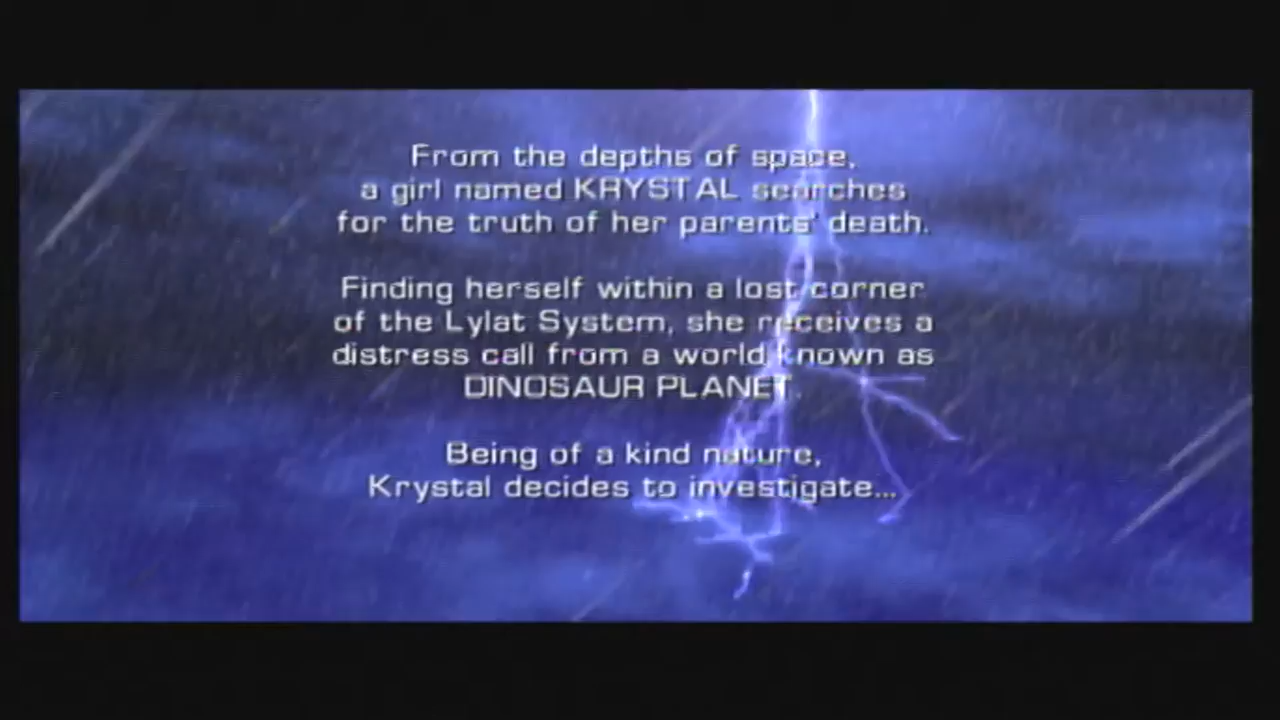 From the depths of space,
a girl named KRYSTAL searches
for the truth of her parents' death.
Finding herself within a lost corner
of the Lylat System, she receives a
distress call from a world known as
DINOSAUR PLANET.
Being of a kind nature,
Krystal decides to investigate...